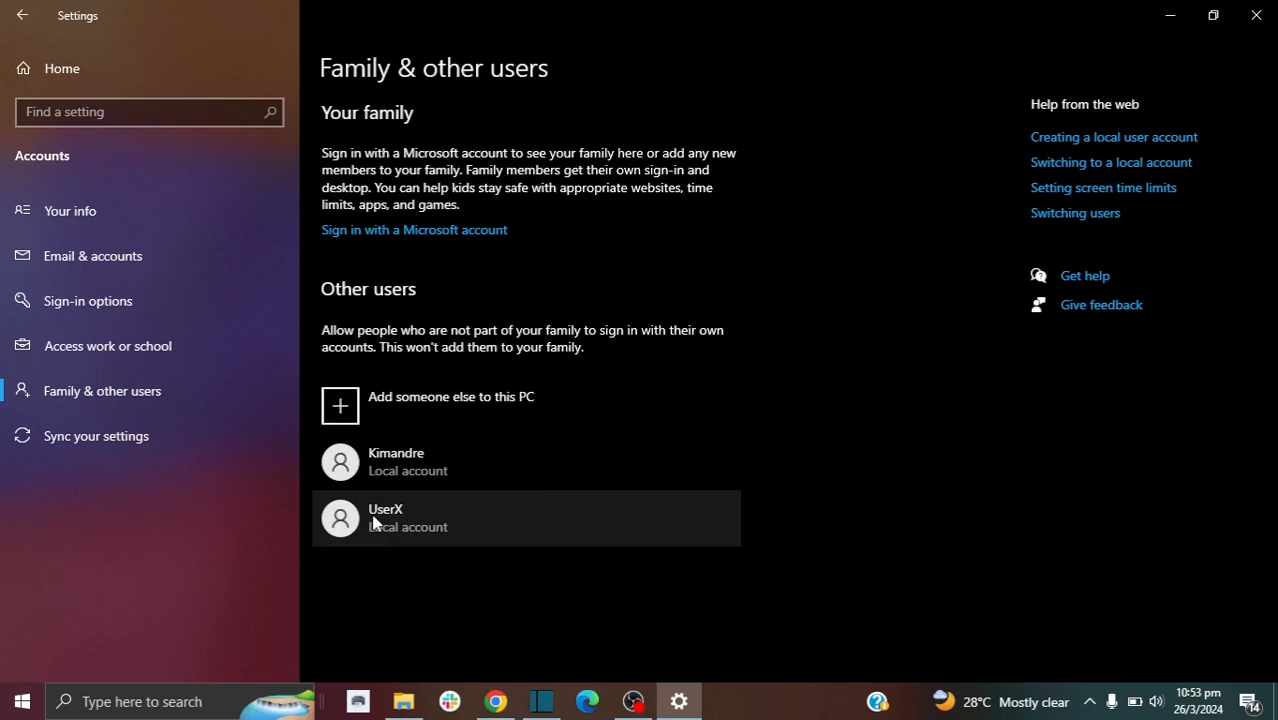 Settings
Home
Find a setting
Accounts
Your info
Email & accounts
Sign-in options
Access work or school
Family & other users
Sync your settings
Family & other users
Your family
Sign in with a Microsoft account to see your family here or add any new
members to your family. Family members get their own sign-in and
desktop. You can help kids stay safe with appropriate websites, time
limits, apps, and games.
Sign in with a Microsoft account
Other users
Allow people who are not part of your family to sign in with their own
accounts. This won't add them to your family.
Add someone else to this PC
Kimandre
Local account
UserX
Local account
Help from the web
Creating a local user account
Switching to a local account
Setting screen time limits
Switching users
Get help
Give feedback
Type here to search
28°C Mostly clear
10:53 pm
26/3/2024
14